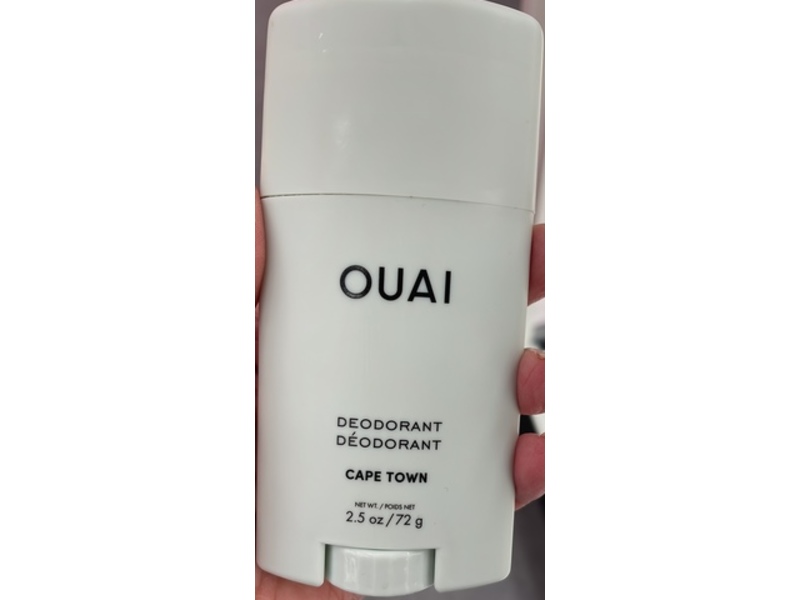 OUAI
DEODORANT
DÉODORANT
CAPE TOWN
NET WT. / POIDS NET
2.5 oz / 72 g